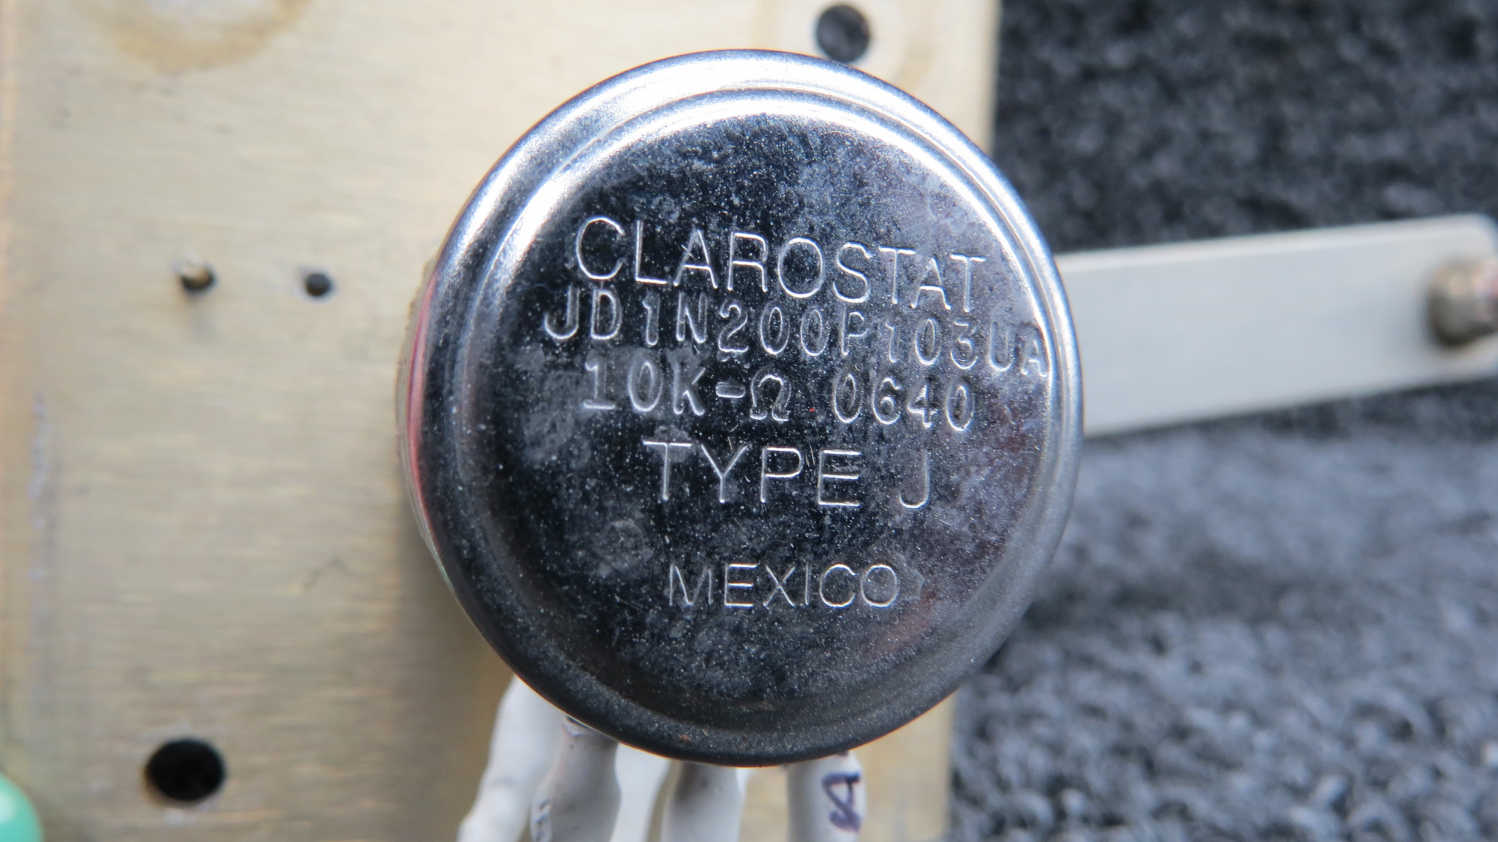 CLAROSTAT
JD1N200P103UA
10K-Ω 0640
TYPE J
MEXICO